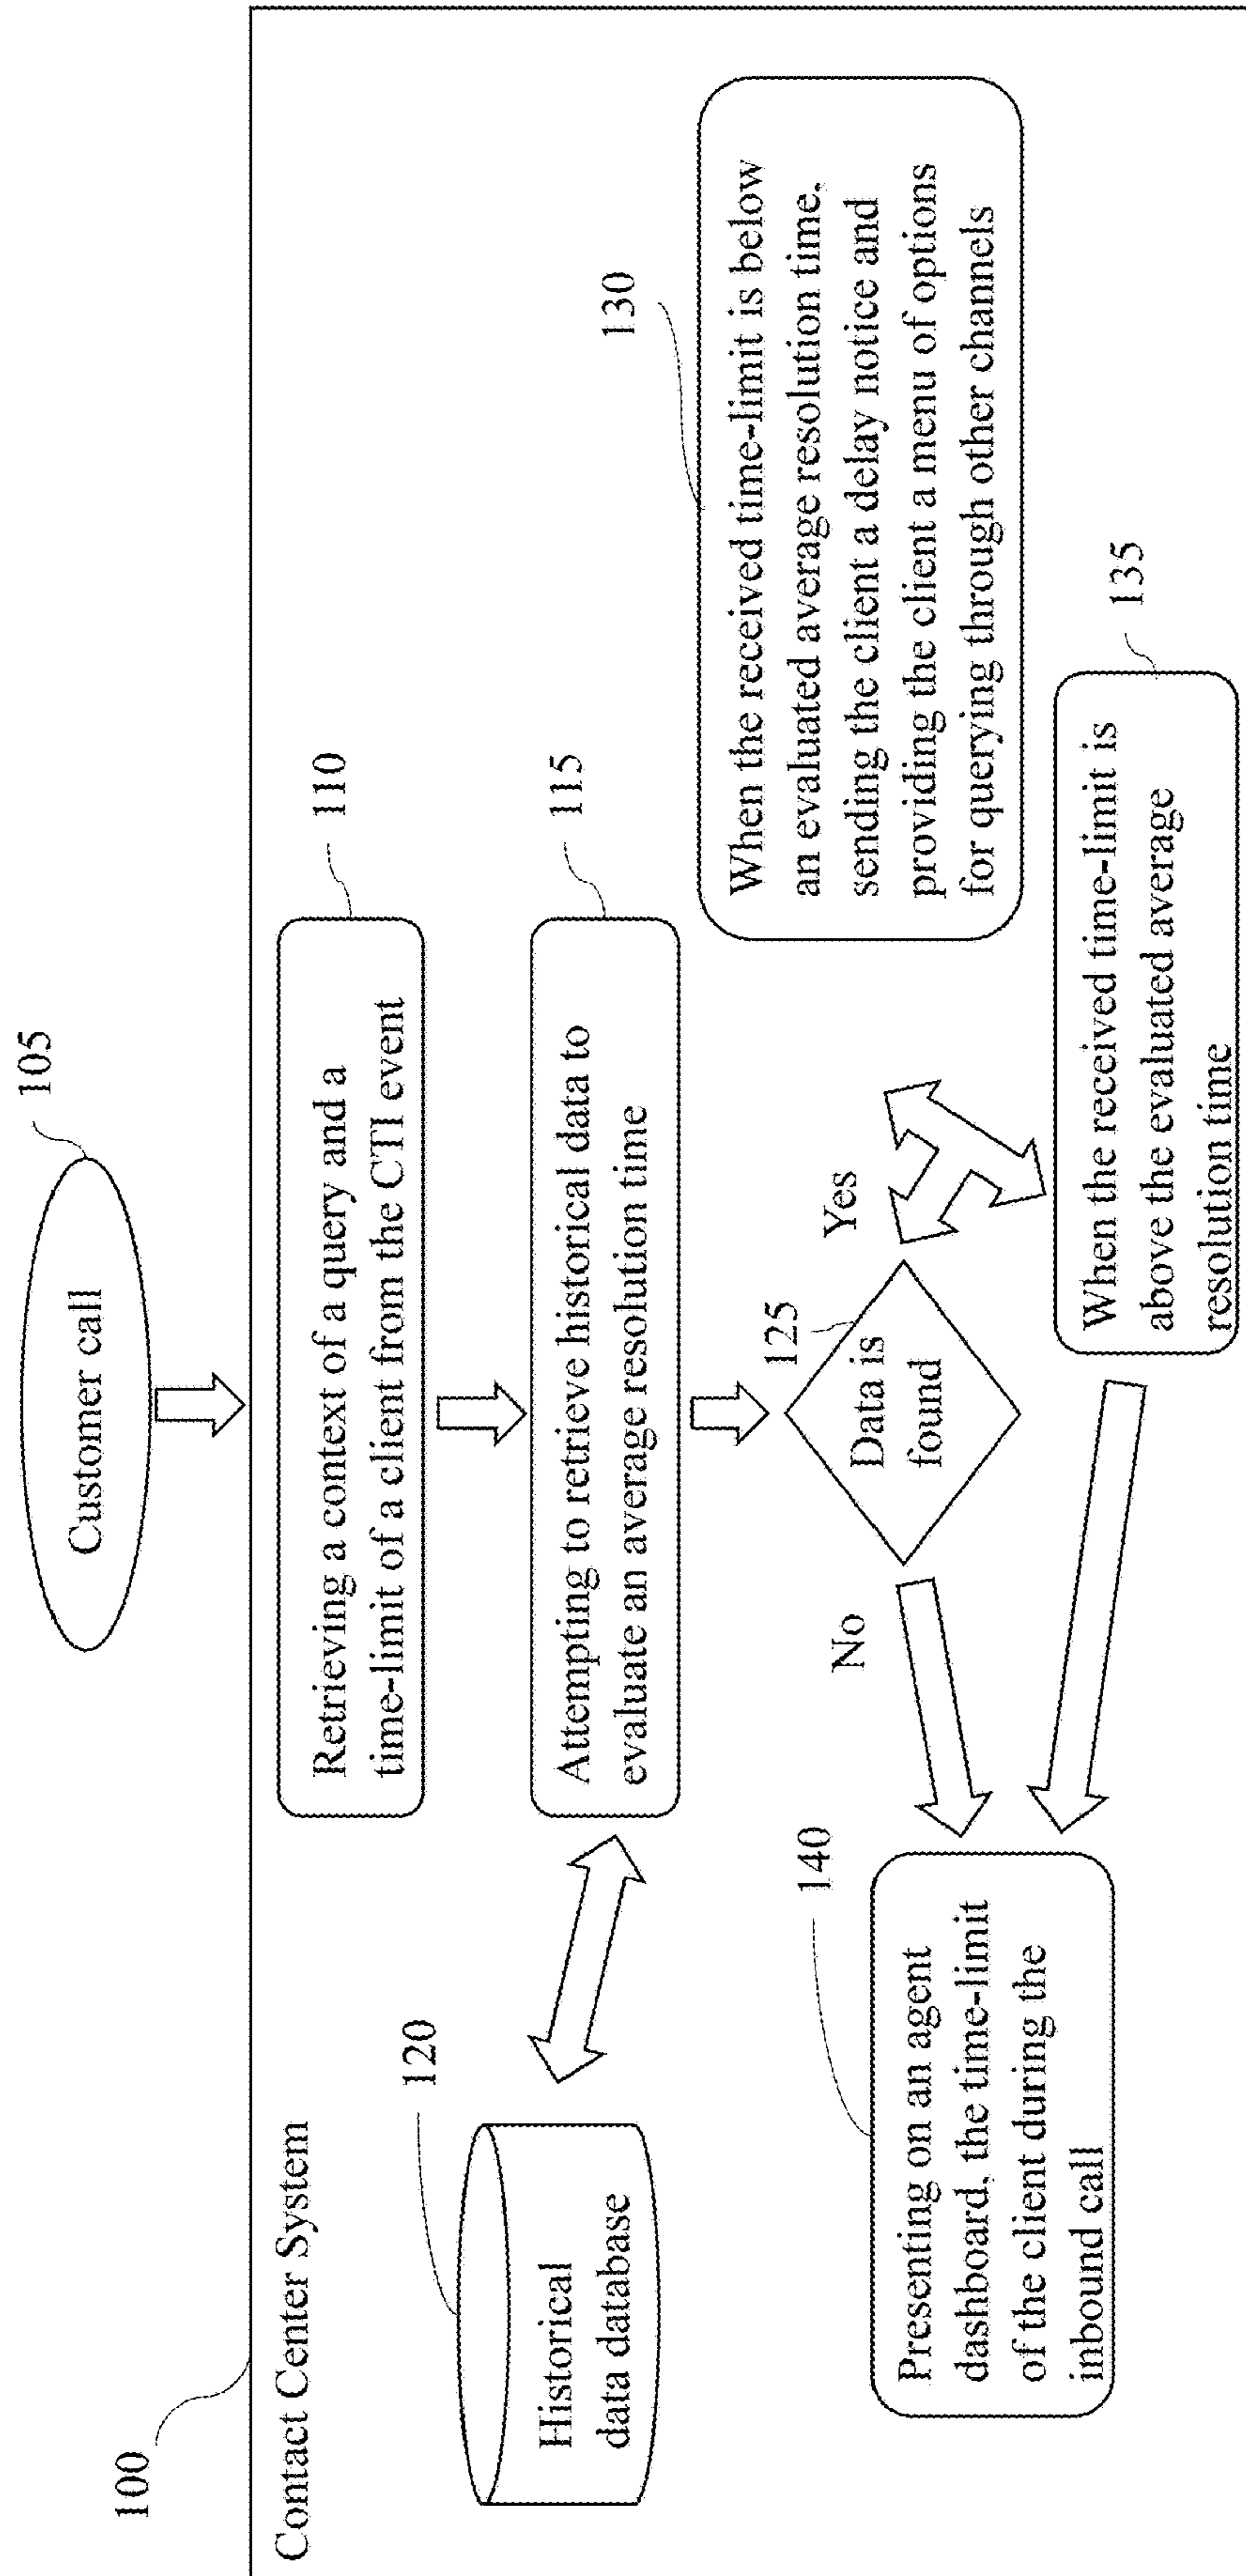 105
Customer call
100
Contact Center System
110
Retrieving a context of a query and a
time-limit of a client from the CTI event
120
Historical
data database
115
Attempting to retrieve historical data to
evaluate an average resolution time
125
Data is
found
No
Yes
130
When the received time-limit is below
an evaluated average resolution time,
sending the client a delay notice and
providing the client a menu of options
for querying through other channels
140
Presenting on an agent
dashboard, the time-limit
of the client during the
inbound call
135
When the received time-limit is
above the evaluated average
resolution time